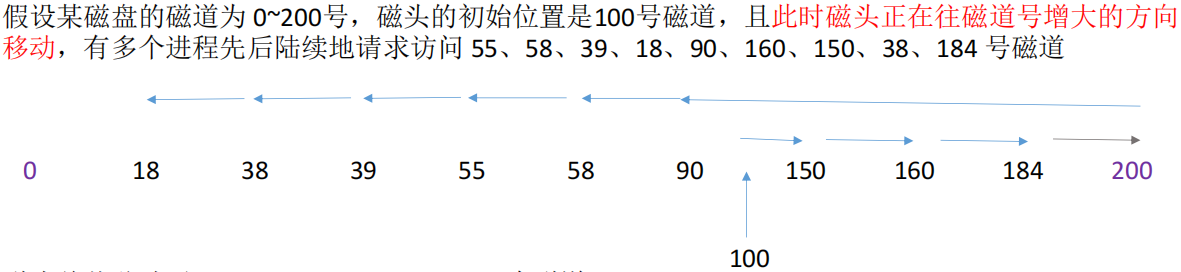 假设某磁盘的磁道为 0~200号，磁头的初始位置是100号磁道，且此时磁头正在往磁道号增大的方向
移动，有多个进程先后陆续地请求访问 55、58、39、18、90、160、150、38、184 号磁道
0 18 38 39 55 58 90 150 160 184 200
100